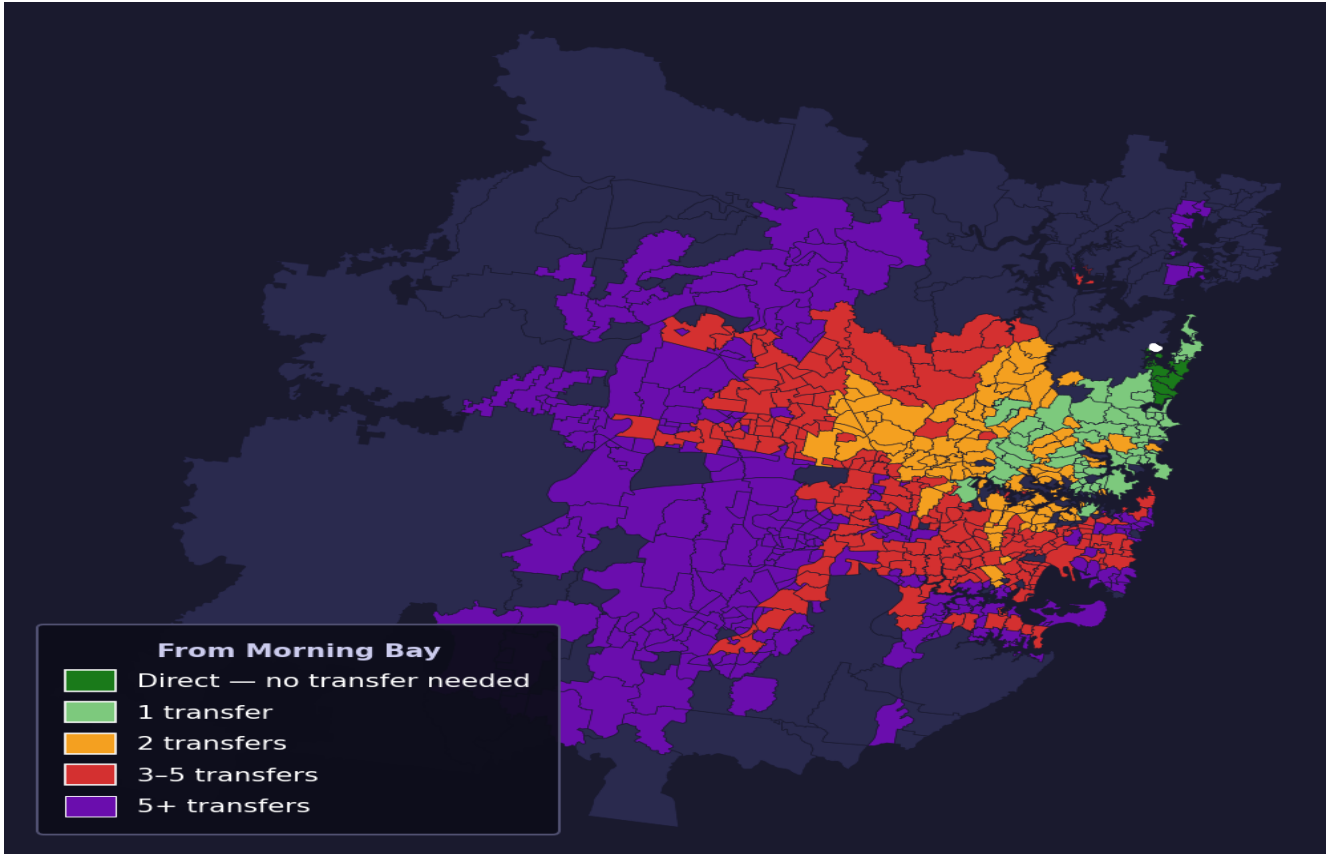 From Morning Bay
Direct — no transfer needed
1 transfer
2 transfers
3–5 transfers
5+ transfers